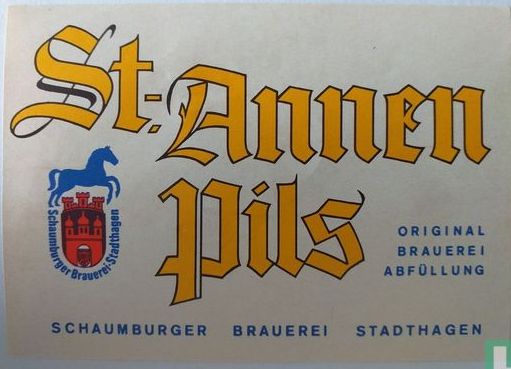 St. Annen
Pils
Schaumburger Brauerei·Stadthagen
ORIGINAL
BRAUEREI
ABFÜLLUNG
SCHAUMBURGER BRAUEREI STADTHAGEN